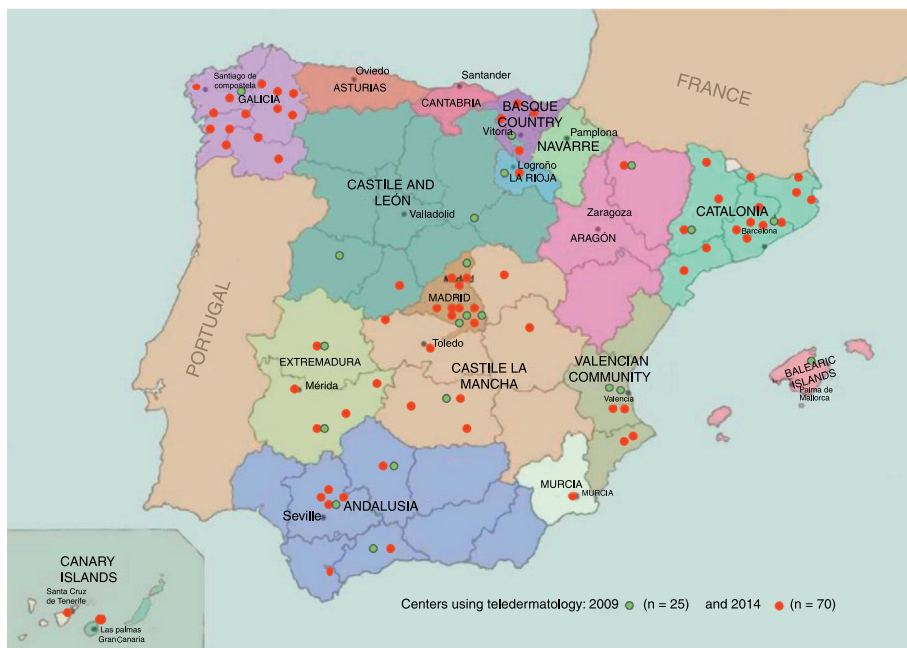 FRANCE
Oviedo
ASTURIAS
Santander
CANTABRIA
Santiago de
compostela
GALICIA
BASQUE
COUNTRY
Vitoria
Pamplona
NAVARRE
Logroño
LA RIOJA
CASTILE AND
LEÓN
Valladolid
Zaragoza
ARAGÓN
CATALONIA
Barcelona
MADRID
PORTUGAL
Toledo
EXTREMADURA
Mérida
CASTILE LA
MANCHA
VALENCIAN
COMMUNITY
Valencia
BALEARIC
ISLANDS
Palma de
Mallorca
MURCIA
MURCIA
Seville
ANDALUSIA
CANARY
ISLANDS
Santa Cruz
de Tenerife
Las palmas
GranCanaria
Centers using teledermatology: 2009 (n = 25) and 2014 (n = 70)